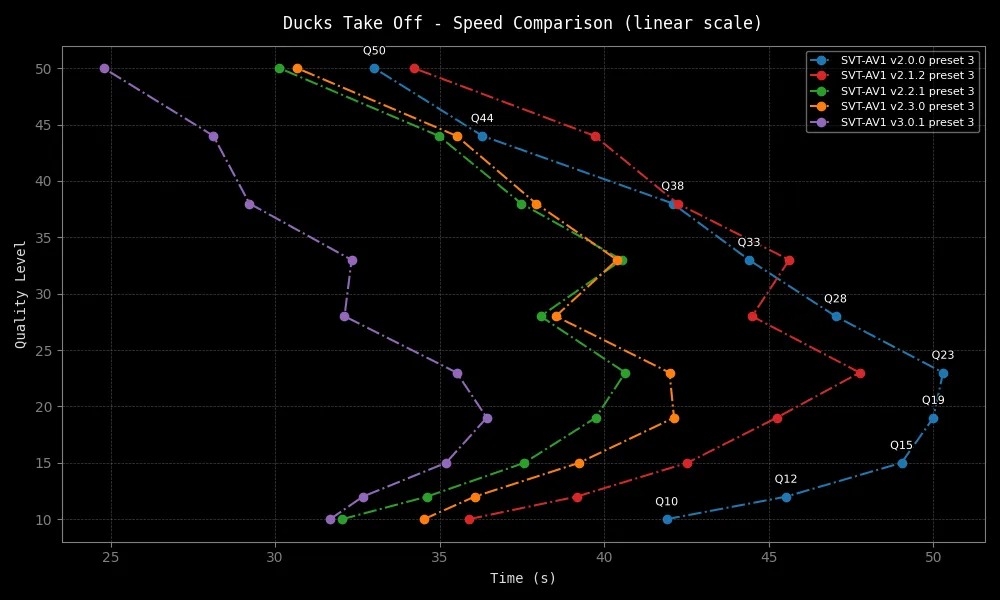 Ducks Take Off - Speed Comparison (linear scale)
SVT-AV1 v2.0.0 preset 3
SVT-AV1 v2.1.2 preset 3
SVT-AV1 v2.2.1 preset 3
SVT-AV1 v2.3.0 preset 3
SVT-AV1 v3.0.1 preset 3
Q50
Q44
Q38
Q33
Q28
Q23
Q19
Q15
Q12
Q10
Quality Level
50
45
40
35
30
25
20
15
10
25 30 35 40 45 50
Time (s)